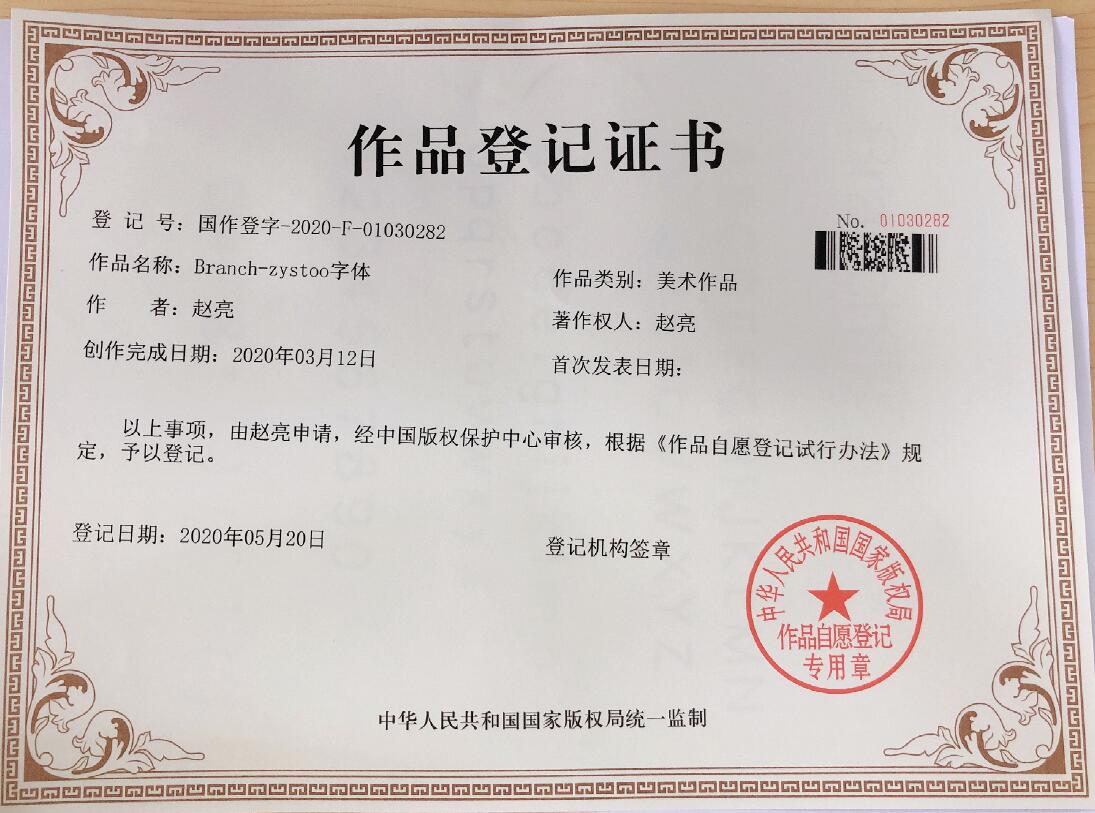 作品登记证书
No. 01030282
登 记 号：国作登字-2020-F-01030282
作品名称：Branch-zystoo字体
作品类别：美术作品
作 者：赵亮
著作权人：赵亮
创作完成日期：2020年03月12日
首次发表日期：
以上事项，由赵亮申请，经中国版权保护中心审核，根据《作品自愿登记试行办法》规
定，予以登记。
登记日期：2020年05月20日
登记机构签章
中华人民共和国国家版权局
作品自愿登记
专用章
中华人民共和国国家版权局统一监制